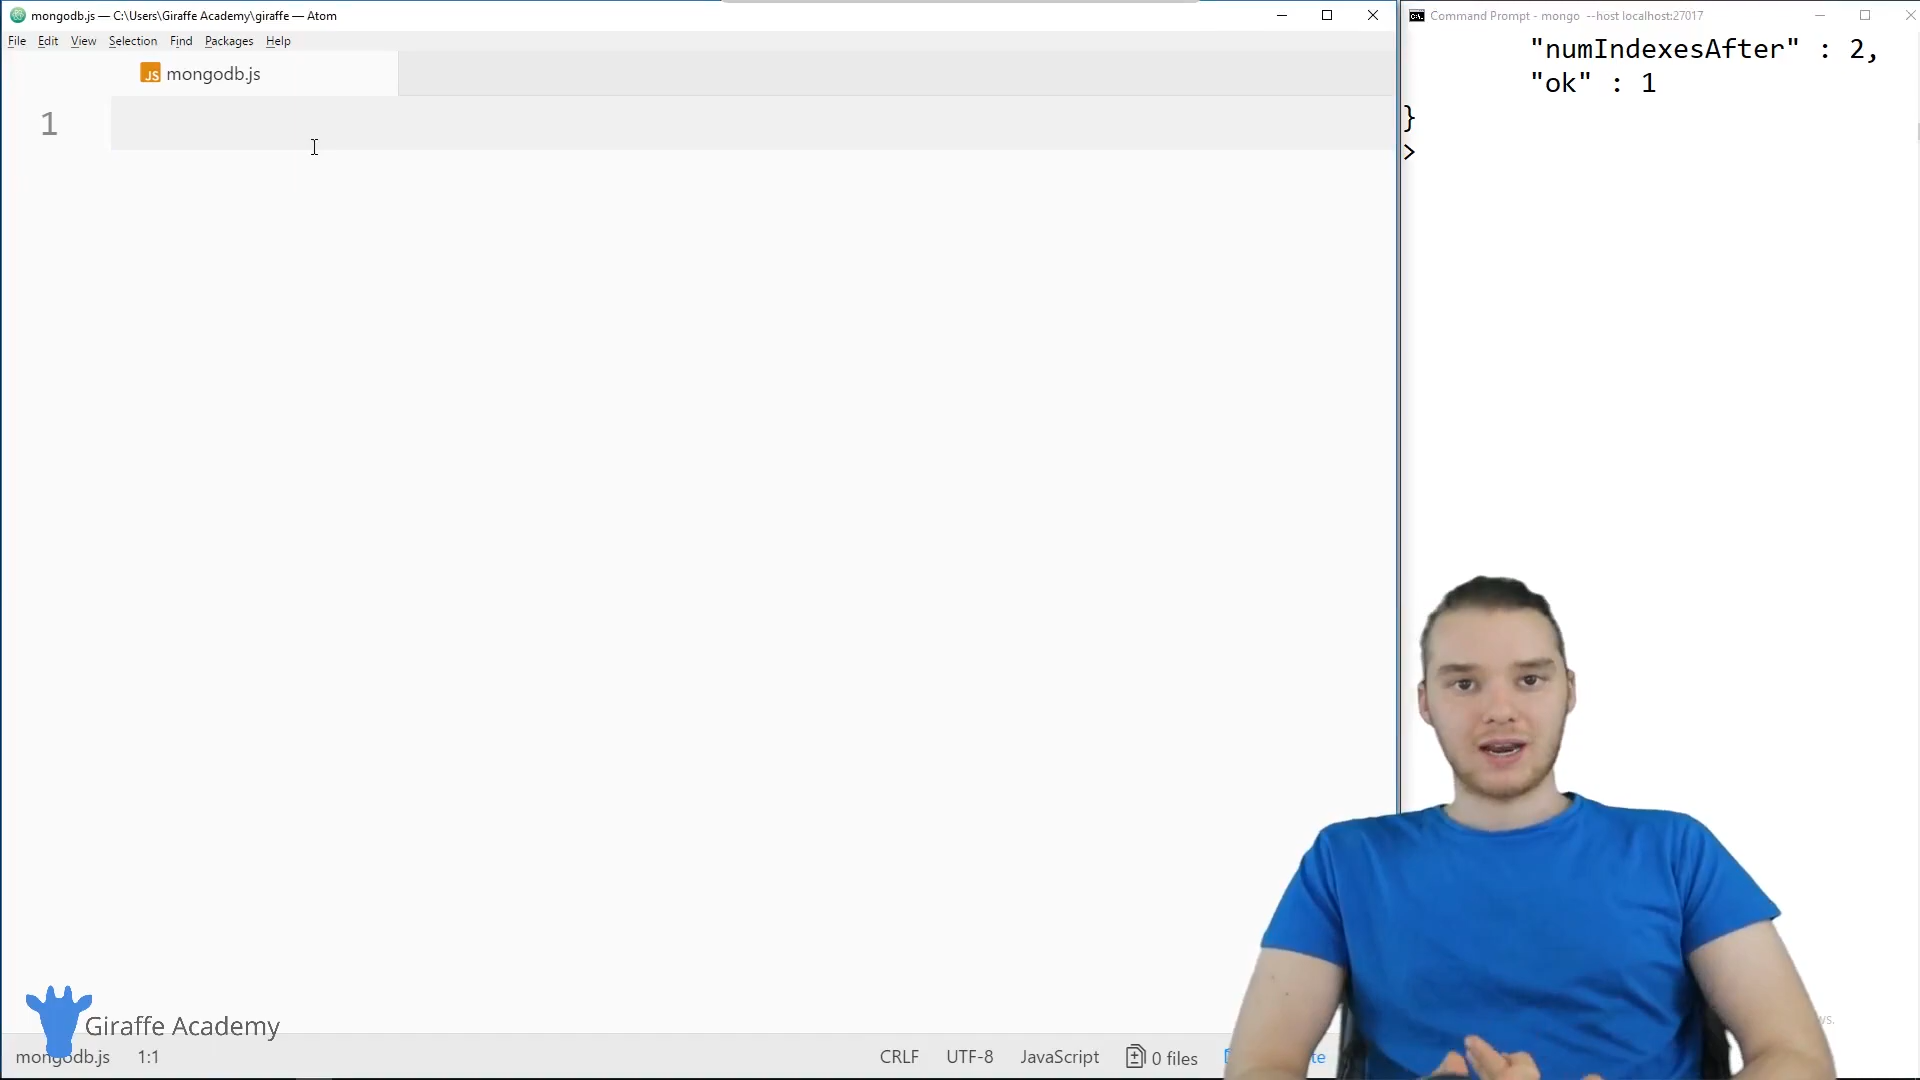 mongodb.js — C:\Users\Giraffe Academy\giraffe — Atom
File Edit View Selection Find Packages Help
JS mongodb.js
1
Command Prompt - mongo --host localhost:27017
"numIndexesAfter" : 2,
"ok" : 1
}
>
Giraffe Academy
mongodb.js 1:1 CRLF UTF-8 JavaScript 0 files